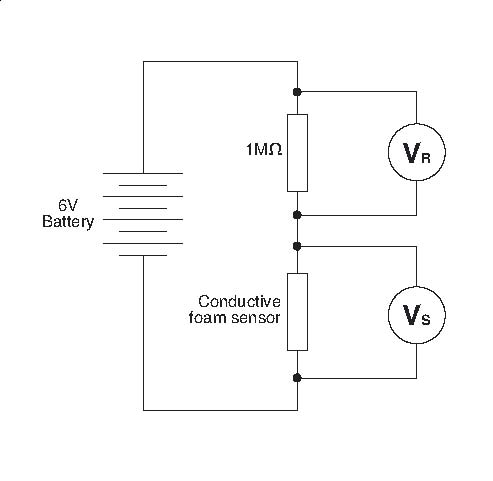 1MΩ
VR
6V
Battery
Conductive
foam sensor
VS